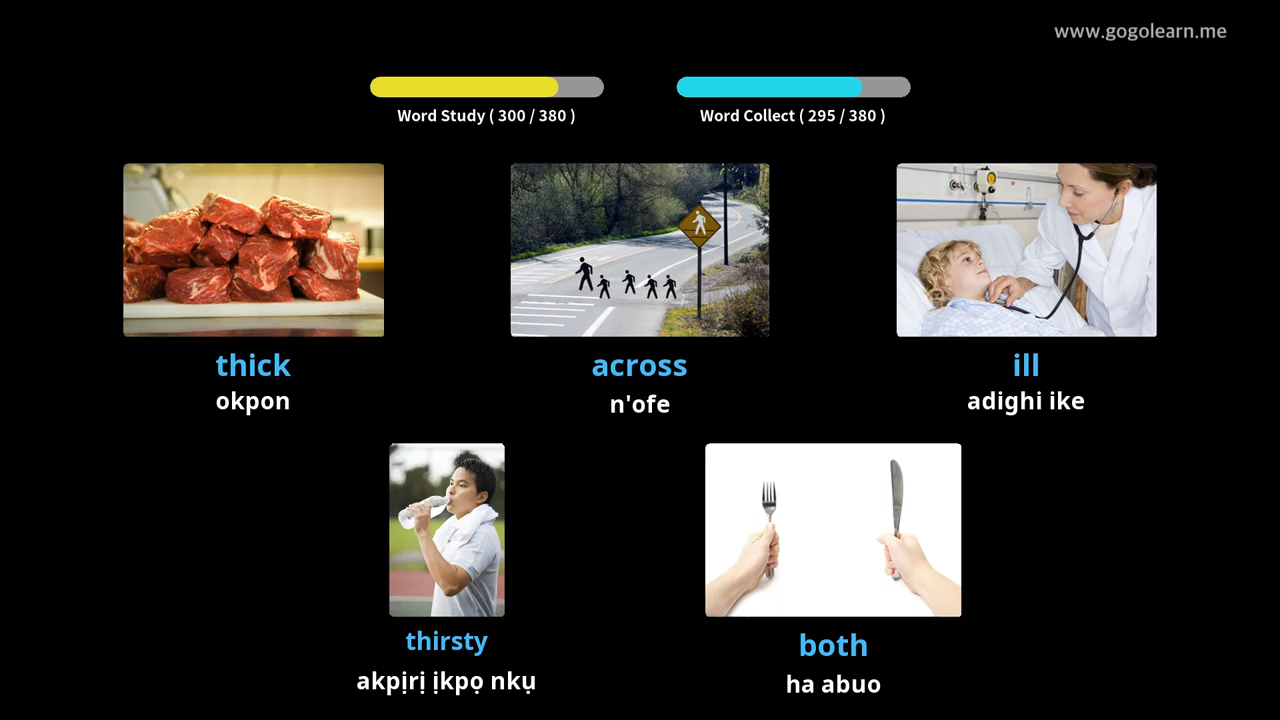 www.gogolearn.me
Word Study ( 300 / 380 )
Word Collect ( 295 / 380 )
thick
okpon
across
n'ofe
ill
adighi ike
thirsty
akpịrị ịkpọ nkụ
both
ha abuo